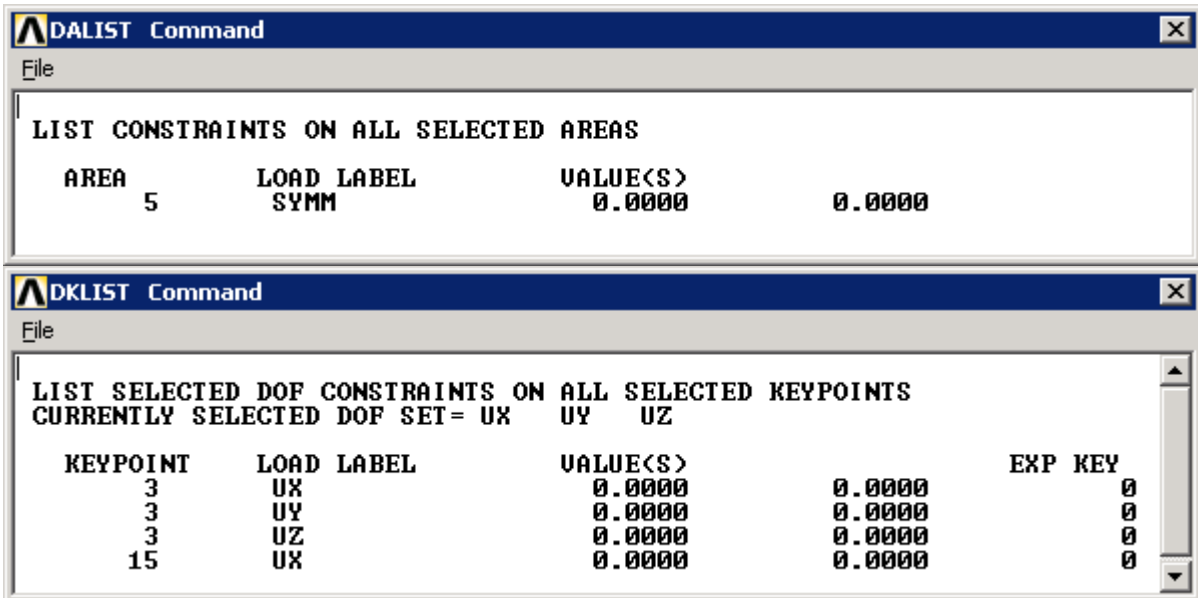 DALIST Command
File
LIST CONSTRAINTS ON ALL SELECTED AREAS
AREA LOAD LABEL VALUE(S)
5 SYMM 0.0000 0.0000
DKLIST Command
File
LIST SELECTED DOF CONSTRAINTS ON ALL SELECTED KEYPOINTS
CURRENTLY SELECTED DOF SET= UX UY UZ
KEYPOINT LOAD LABEL VALUE(S) EXP KEY
3 UX 0.0000 0.0000 0
3 UY 0.0000 0.0000 0
3 UZ 0.0000 0.0000 0
15 UX 0.0000 0.0000 0